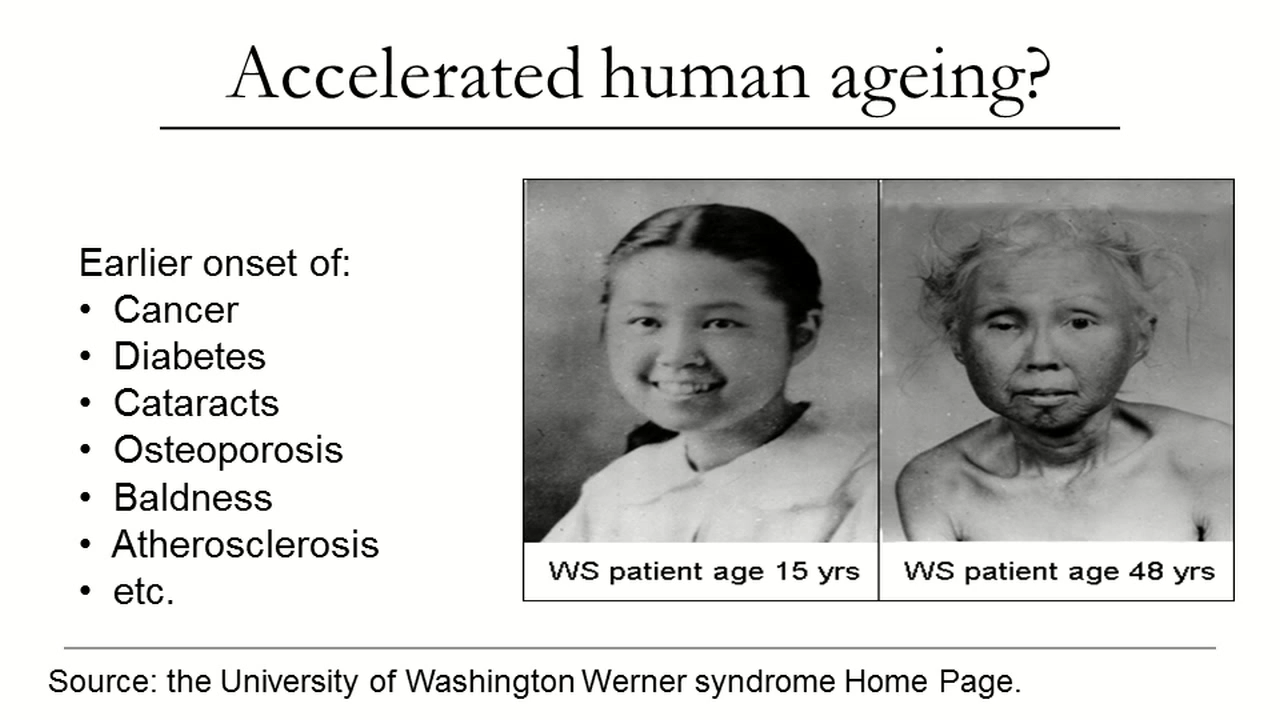 Accelerated human ageing?
Earlier onset of:
• Cancer
• Diabetes
• Cataracts
• Osteoporosis
• Baldness
• Atherosclerosis
• etc.
WS patient age 15 yrs
WS patient age 48 yrs
Source: the University of Washington Werner syndrome Home Page.